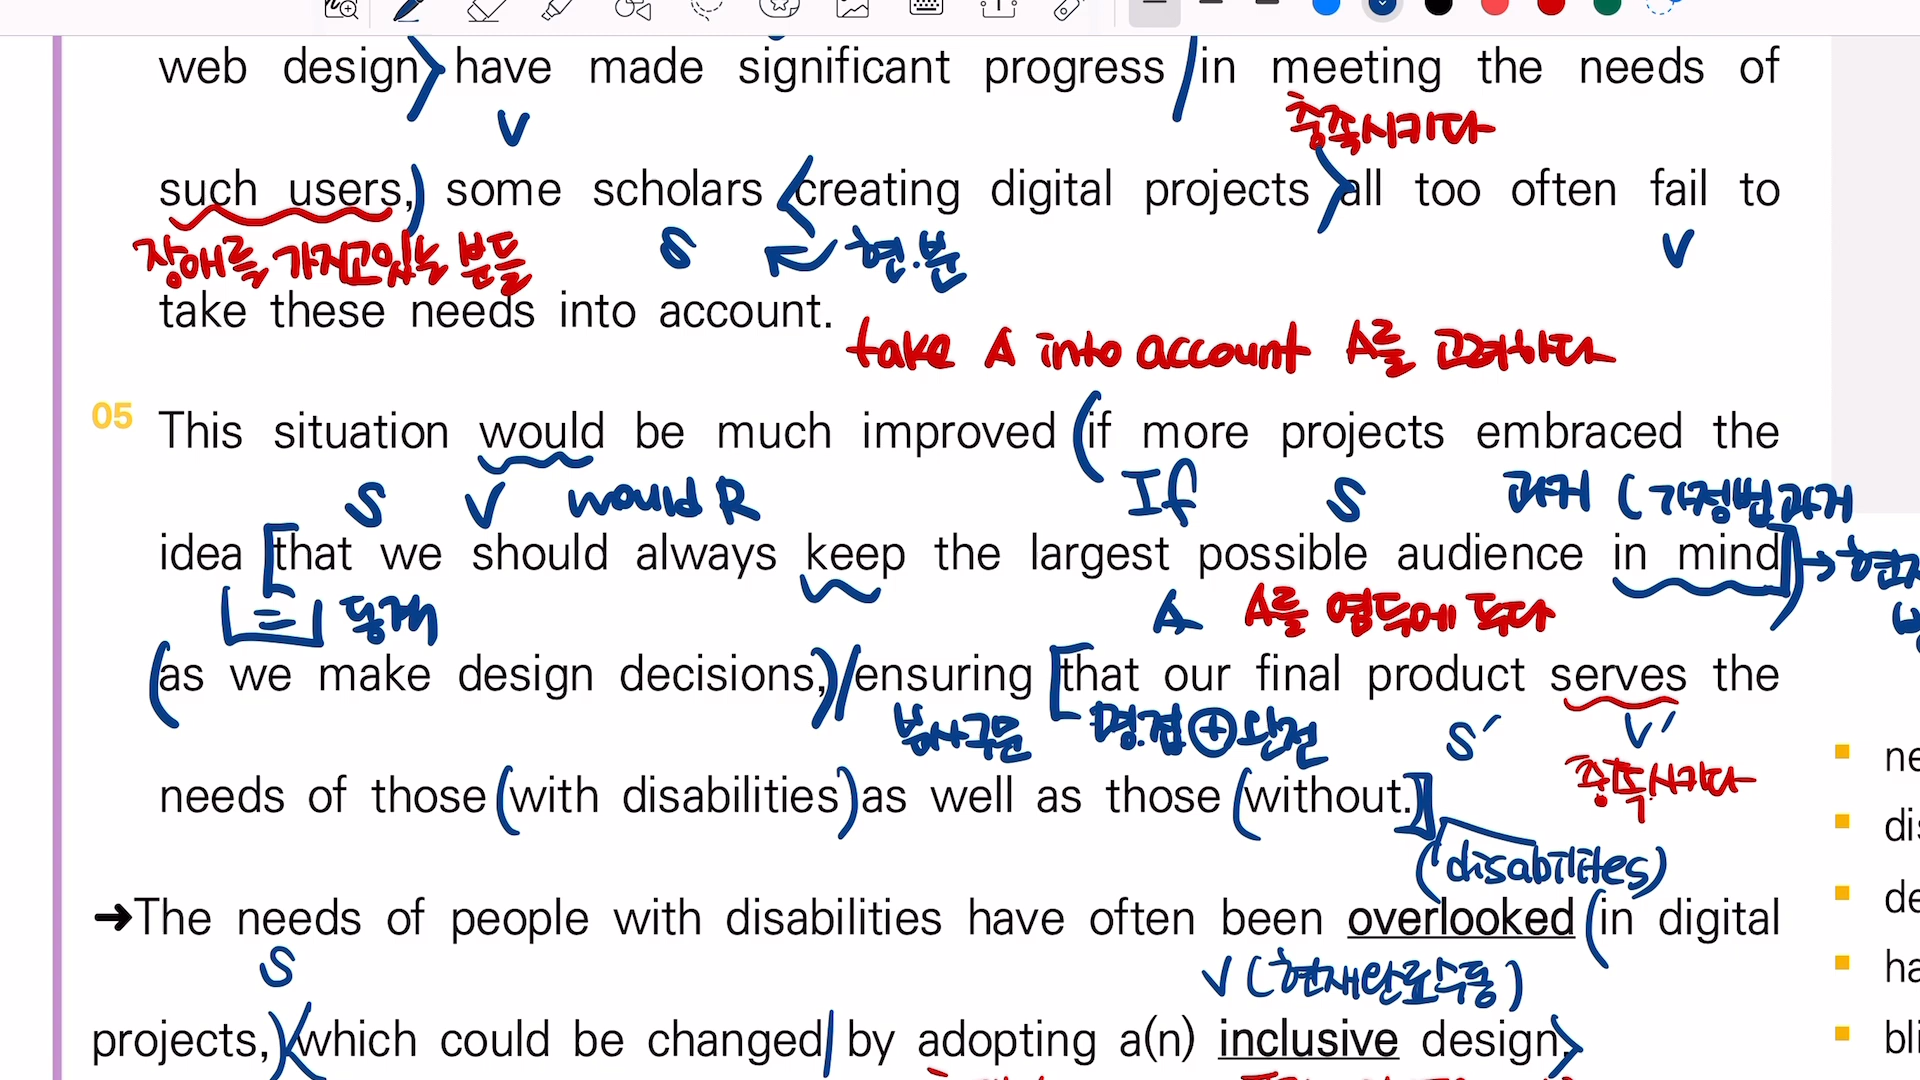 web design have made significant progress in meeting the needs of
V
충족시키다
such users, some scholars creating digital projects all too often fail to
장애를 가지고있는 분들 S 현.분 V
take these needs into account.
take A into account A를 고려하다
05 This situation would be much improved if more projects embraced the
S V would R If S 과거 (가정법과거
idea that we should always keep the largest possible audience in mind
= 동격 A A를 염두에 두다
as we make design decisions, ensuring that our final product serves the
분사구문 명.접 + 완전 S' V'
충족시키다
needs of those with disabilities as well as those without.
(disabilites)
➜The needs of people with disabilities have often been overlooked in digital
S V (현재완료수동)
projects, which could be changed by adopting a(n) inclusive design.
ne
dis
de
ha
bli